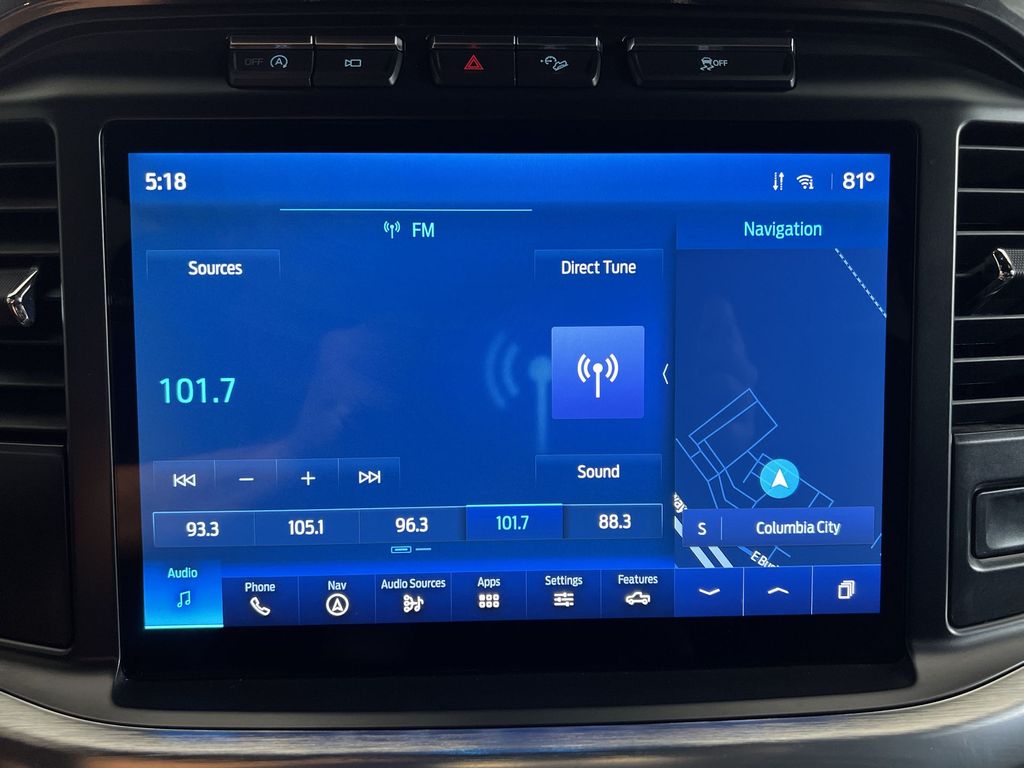 OFF
OFF
5:18
81°
FM
Navigation
Sources
Direct Tune
101.7
Sound
93.3
105.1
96.3
101.7
88.3
S
Columbia City
Audio
Phone
Nav
Audio Sources
Apps
Settings
Features